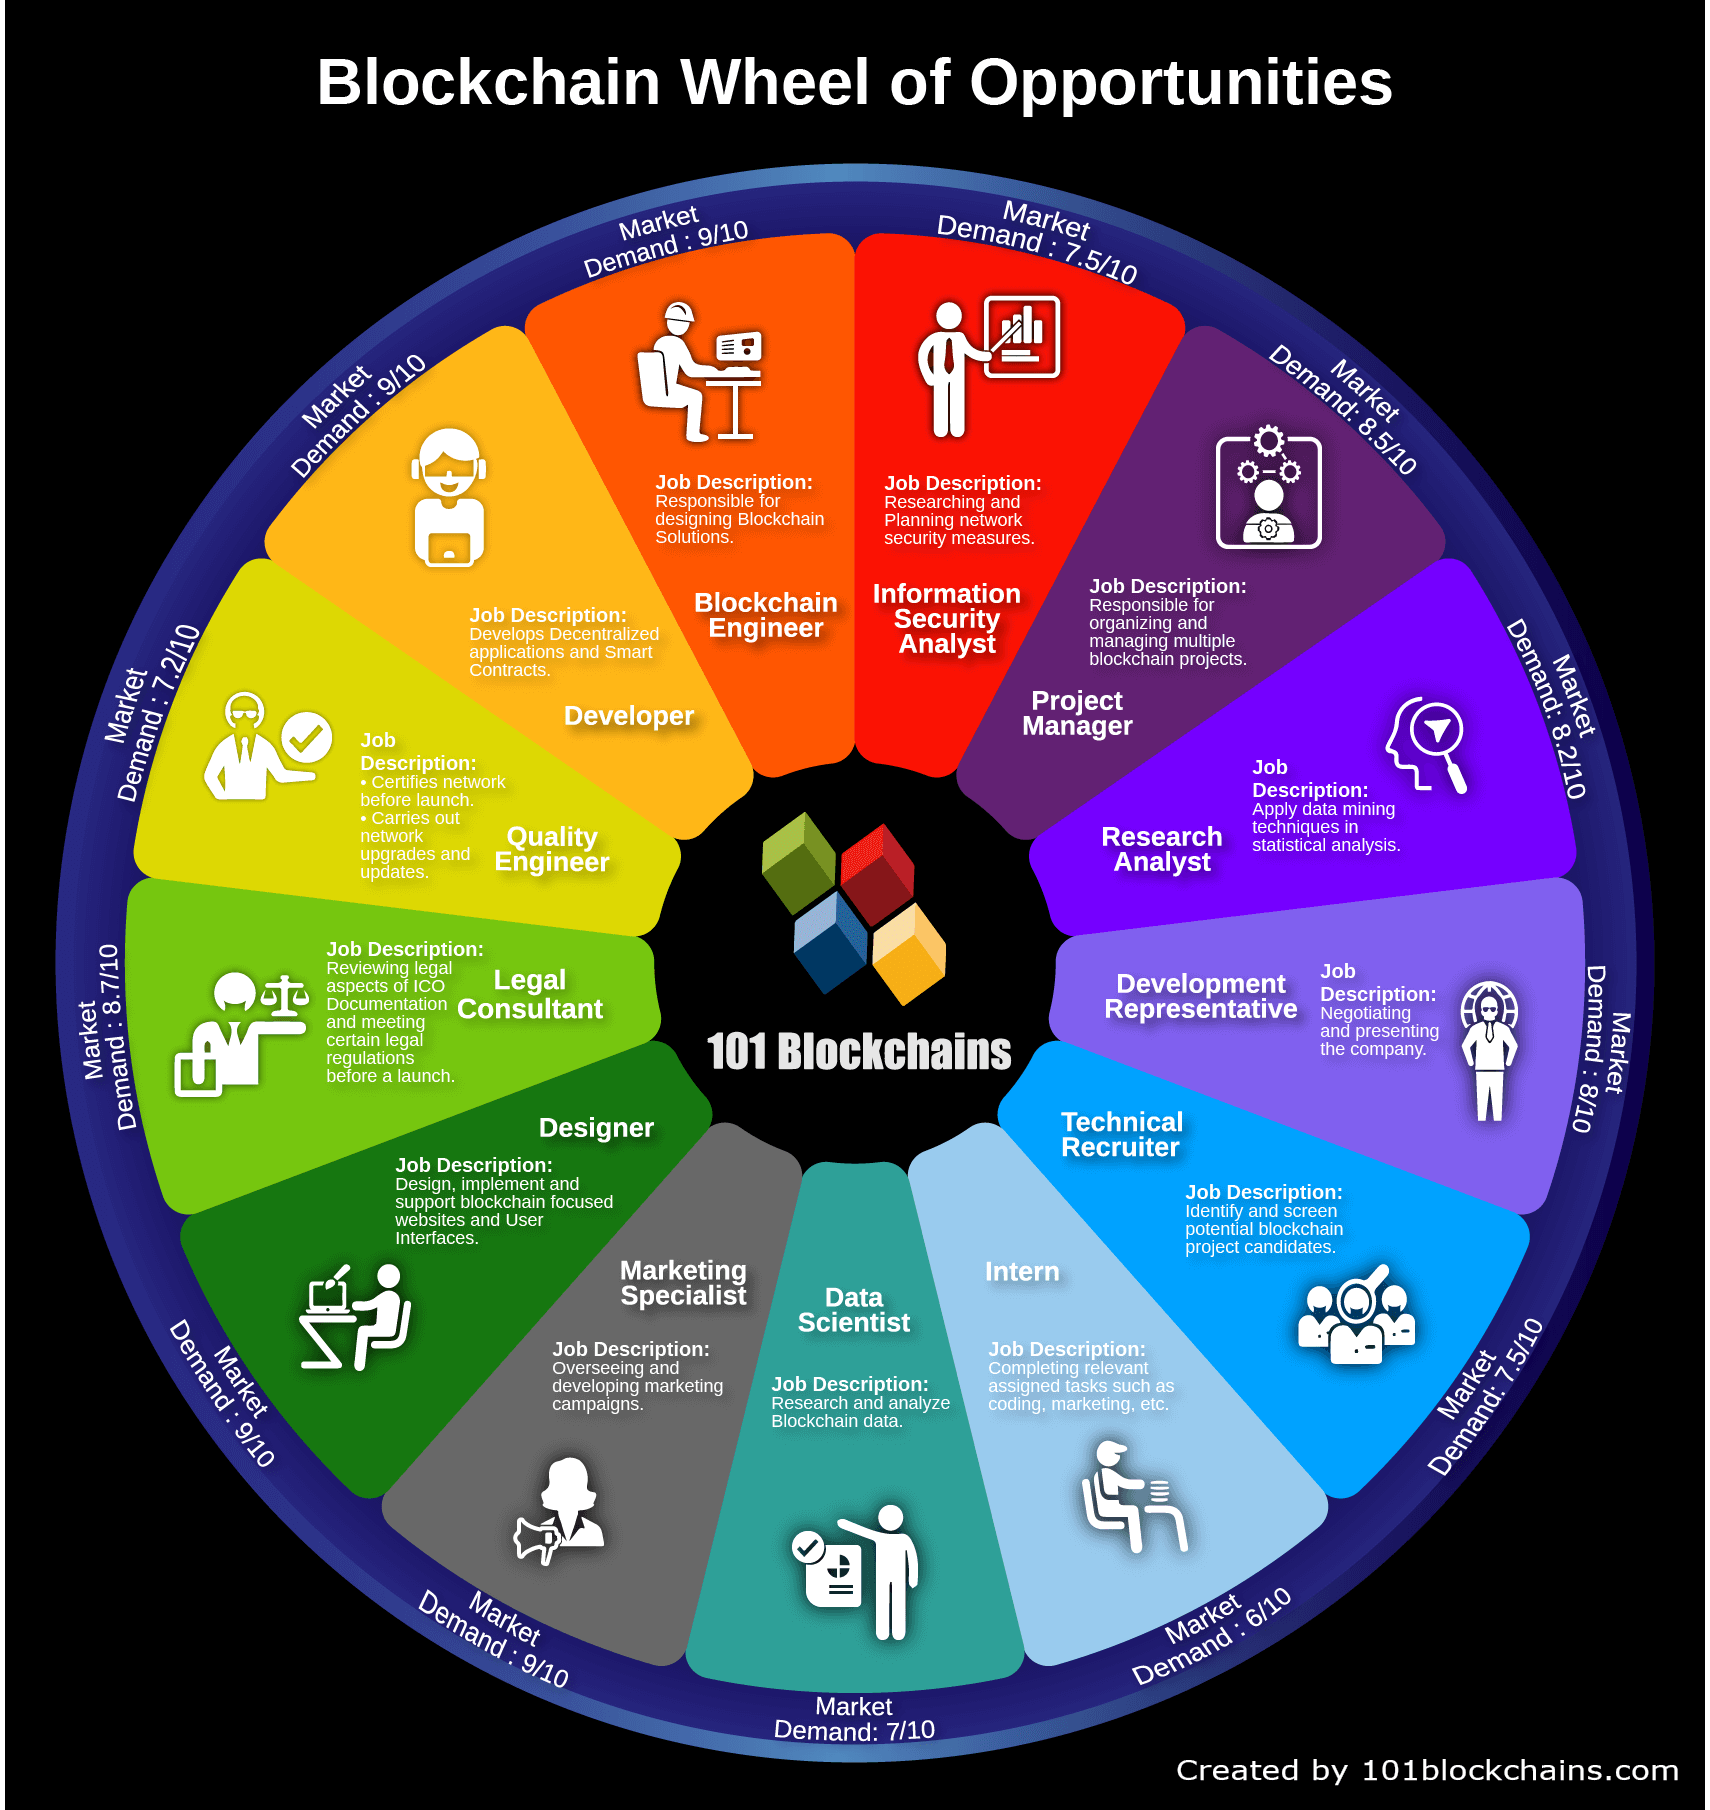 Blockchain Wheel of Opportunities
Market
Demand : 9/10
Job Description:
Responsible for
designing Blockchain
Solutions.
Blockchain
Engineer
Market
Demand : 7.5/10
Job Description:
Researching and
Planning network
security measures.
Information
Security
Analyst
Market
Demand: 8.5/10
Job Description:
Responsible for
organizing and
managing multiple
blockchain projects.
Project
Manager
Market
Demand: 8.2/10
Job
Description:
Apply data mining
techniques in
statistical analysis.
Research
Analyst
Market
Demand : 8/10
Development
Representative
Job
Description:
Negotiating
and presenting
the company.
Technical
Recruiter
Job Description:
Identify and screen
potential blockchain
project candidates.
Market
Demand: 7.5/10
Intern
Job Description:
Completing relevant
assigned tasks such as
coding, marketing, etc.
Market
Demand : 6/10
Data
Scientist
Job Description:
Research and analyze
Blockchain data.
Market
Demand: 7/10
Marketing
Specialist
Job Description:
Overseeing and
developing marketing
campaigns.
Market
Demand : 9/10
Designer
Job Description:
Design, implement and
support blockchain focused
websites and User
Interfaces.
Market
Demand : 9/10
Legal
Consultant
Job Description:
Reviewing legal
aspects of ICO
Documentation
and meeting
certain legal
regulations
before a launch.
Market
Demand : 8.7/10
Quality
Engineer
Job
Description:
• Certifies network
before launch.
• Carries out
network
upgrades and
updates.
Market
Demand : 7.2/10
Developer
Job Description:
Develops Decentralized
applications and Smart
Contracts.
Market
Demand : 9/10
101 Blockchains
Created by 101blockchains.com